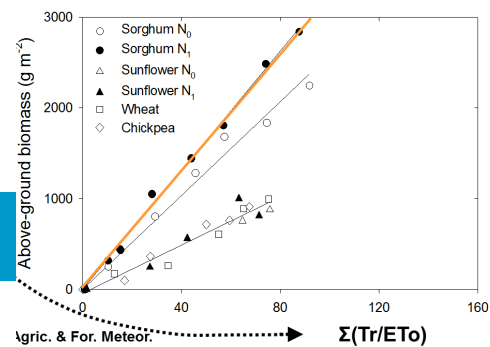 3000
2000
1000
0
Above-ground biomass (g m⁻²)
Sorghum N₀
Sorghum N₁
Sunflower N₀
Sunflower N₁
Wheat
Chickpea
0 40 80 120 160
Agric. & For. Meteor.
Σ(Tr/ETo)